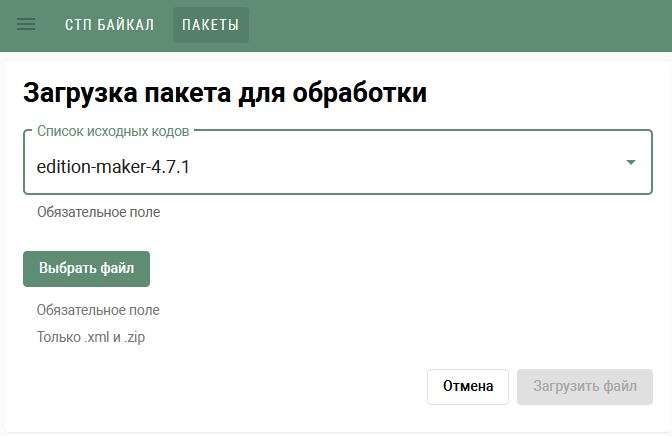 СТП БАЙКАЛ ПАКЕТЫ
Загрузка пакета для обработки
Список исходных кодов
edition-maker-4.7.1
Обязательное поле
Выбрать файл
Обязательное поле
Только .xml и .zip
Отмена Загрузить файл